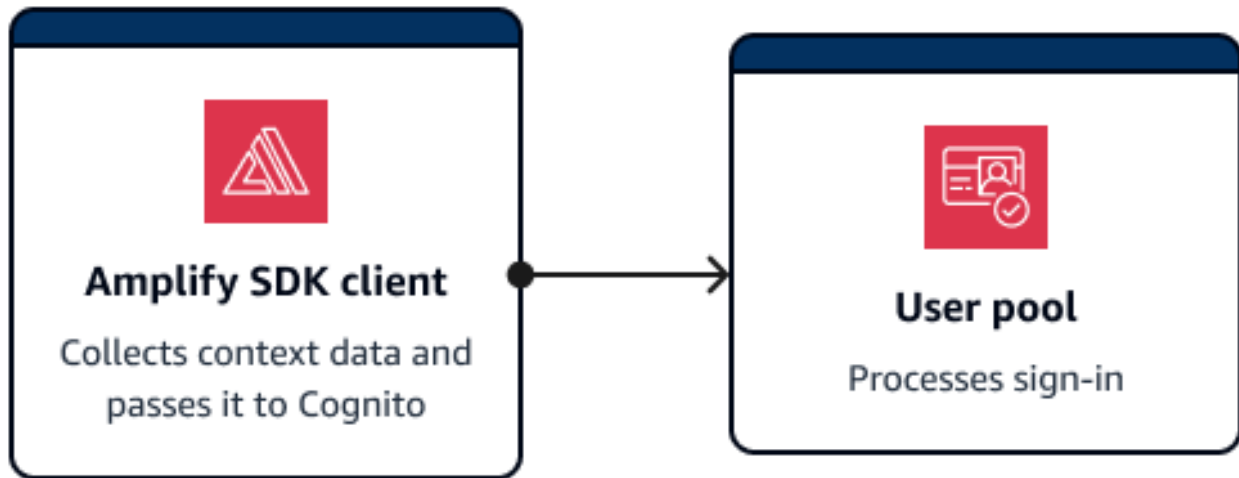 Amplify SDK client
Collects context data and
passes it to Cognito
User pool
Processes sign-in